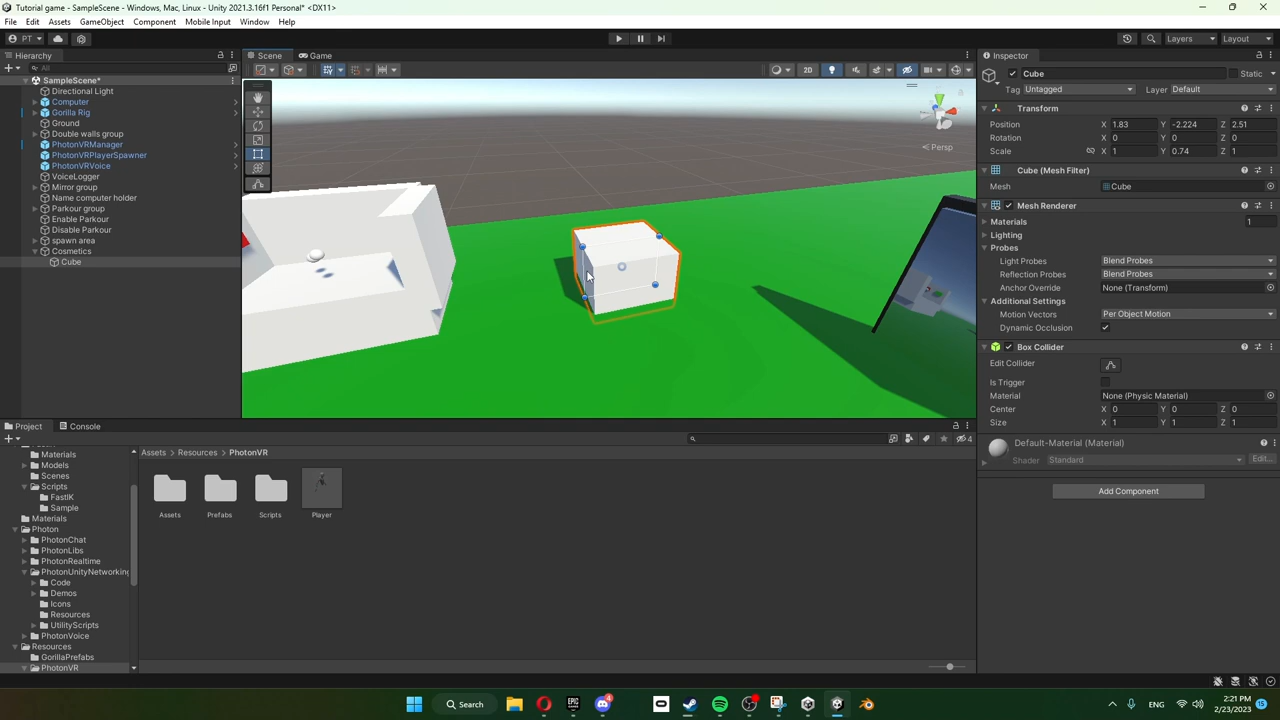 Tutorial game - SampleScene - Windows, Mac, Linux - Unity 2021.3.16f1 Personal* <DX11>
File Edit Assets GameObject Component Mobile Input Window Help
PT Layers Layout
Hierarchy
All
SampleScene*
Directional Light
Computer
Gorilla Rig
Ground
Double walls group
PhotonVRManager
PhotonVRPlayerSpawner
PhotonVRVoice
VoiceLogger
Mirror group
Name computer holder
Parkour group
Enable Parkour
Disable Parkour
spawn area
Cosmetics
Cube
Scene Game
2D
Persp
Inspector
Cube Static
Tag Untagged Layer Default
Transform
Position X 1.83 Y -2.224 Z 2.51
Rotation X 0 Y 0 Z 0
Scale X 1 Y 0.74 Z 1
Cube (Mesh Filter)
Mesh Cube
Mesh Renderer
Materials 1
Lighting
Probes
Light Probes Blend Probes
Reflection Probes Blend Probes
Anchor Override None (Transform)
Additional Settings
Motion Vectors Per Object Motion
Dynamic Occlusion
Box Collider
Edit Collider
Is Trigger
Material None (Physic Material)
Center X 0 Y 0 Z 0
Size X 1 Y 1 Z 1
Default-Material (Material)
Shader Standard Edit...
Add Component
Project Console
4
Materials
Models
Scenes
Scripts
FastIK
Sample
Materials
Photon
PhotonChat
PhotonLibs
PhotonRealtime
PhotonUnityNetworking
Code
Demos
Icons
Resources
UtilityScripts
PhotonVoice
Resources
GorillaPrefabs
PhotonVR
Assets > Resources > PhotonVR
Assets Prefabs Scripts Player
Search
EPIC
4
2:21 PM
2/23/2023